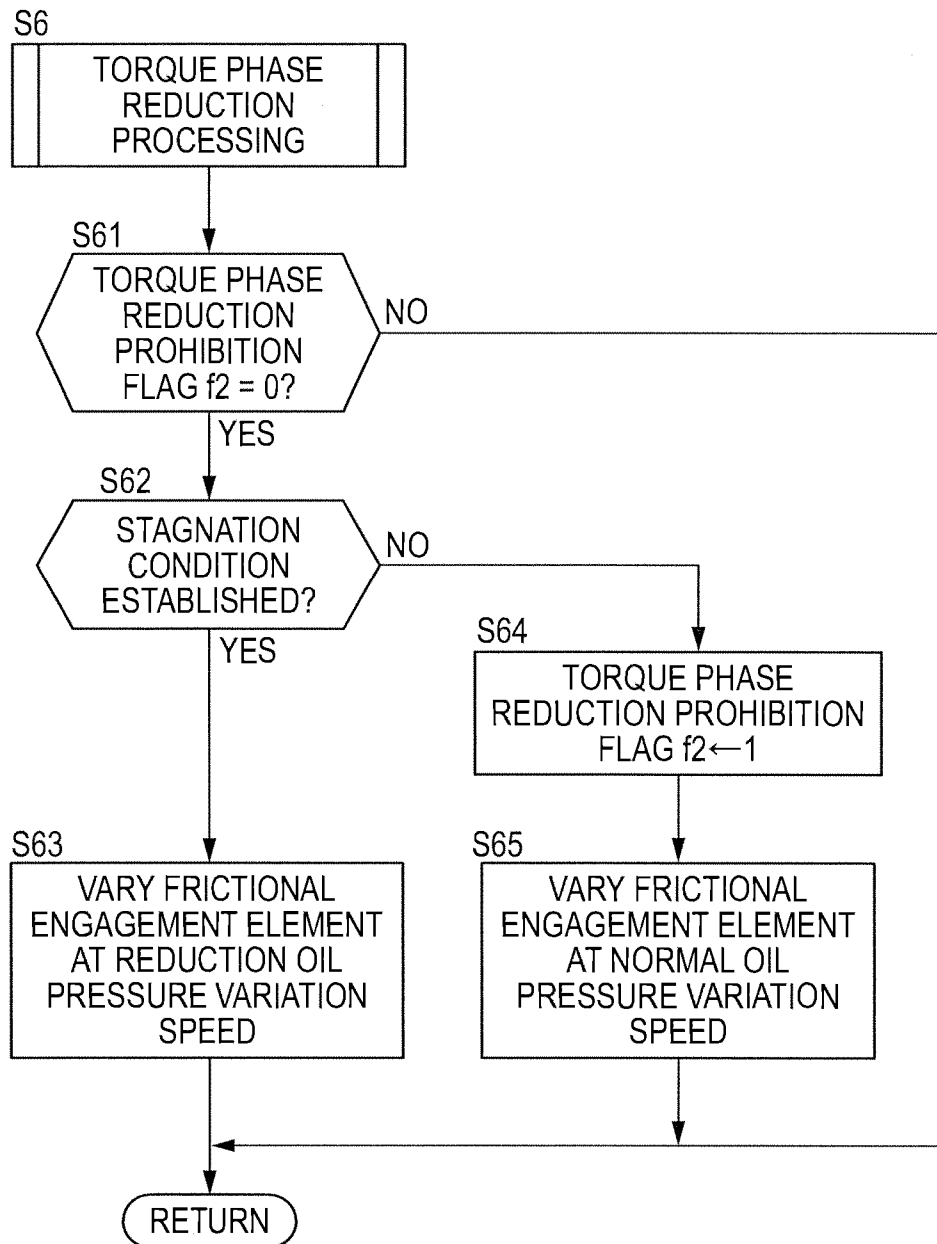 S6
TORQUE PHASE
REDUCTION
PROCESSING
S61
TORQUE PHASE
REDUCTION
PROHIBITION
FLAG f2 = 0?
NO
YES
S62
STAGNATION
CONDITION
ESTABLISHED?
NO
YES
S64
TORQUE PHASE
REDUCTION PROHIBITION
FLAG f2←1
S63
VARY FRICTIONAL
ENGAGEMENT ELEMENT
AT REDUCTION OIL
PRESSURE VARIATION
SPEED
S65
VARY FRICTIONAL
ENGAGEMENT ELEMENT
AT NORMAL OIL
PRESSURE VARIATION
SPEED
RETURN